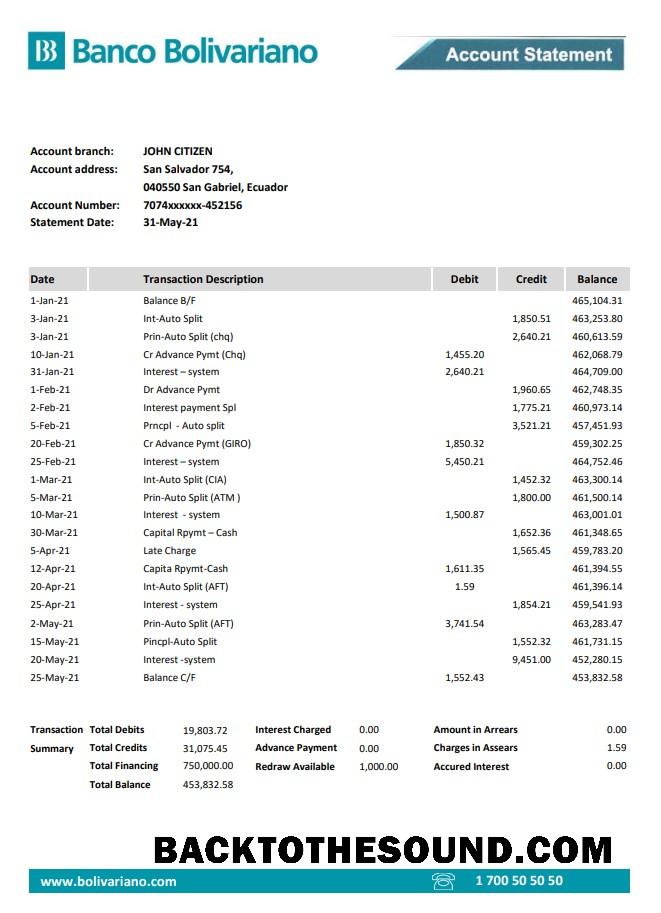 B Banco Bolivariano
Account Statement
Account branch: JOHN CITIZEN
Account address: San Salvador 754,
040550 San Gabriel, Ecuador
Account Number: 7074xxxxxx-452156
Statement Date: 31-May-21
Date Transaction Description Debit Credit Balance
1-Jan-21 Balance B/F 465,104.31
3-Jan-21 Int-Auto Split 1,850.51 463,253.80
3-Jan-21 Prin-Auto Split (chq) 2,640.21 460,613.59
10-Jan-21 Cr Advance Pymt (Chq) 1,455.20 462,068.79
31-Jan-21 Interest – system 2,640.21 464,709.00
1-Feb-21 Dr Advance Pymt 1,960.65 462,748.35
2-Feb-21 Interest payment Spl 1,775.21 460,973.14
5-Feb-21 Prncpl - Auto split 3,521.21 457,451.93
20-Feb-21 Cr Advance Pymt (GIRO) 1,850.32 459,302.25
25-Feb-21 Interest – system 5,450.21 464,752.46
1-Mar-21 Int-Auto Split (CIA) 1,452.32 463,300.14
5-Mar-21 Prin-Auto Split (ATM ) 1,800.00 461,500.14
10-Mar-21 Interest - system 1,500.87 463,001.01
30-Mar-21 Capital Rpymt – Cash 1,652.36 461,348.65
5-Apr-21 Late Charge 1,565.45 459,783.20
12-Apr-21 Capita Rpymt-Cash 1,611.35 461,394.55
20-Apr-21 Int-Auto Split (AFT) 1.59 461,396.14
25-Apr-21 Interest - system 1,854.21 459,541.93
2-May-21 Prin-Auto Split (AFT) 3,741.54 463,283.47
15-May-21 Pincpl-Auto Split 1,552.32 461,731.15
20-May-21 Interest -system 9,451.00 452,280.15
25-May-21 Balance C/F 1,552.43 453,832.58
Transaction Total Debits 19,803.72 Interest Charged 0.00 Amount in Arrears 0.00
Summary Total Credits 31,075.45 Advance Payment 0.00 Charges in Assears 1.59
Total Financing 750,000.00 Redraw Available 1,000.00 Accured Interest 0.00
Total Balance 453,832.58
BACKTOTHESOUND.COM
www.bolivariano.com 1 700 50 50 50